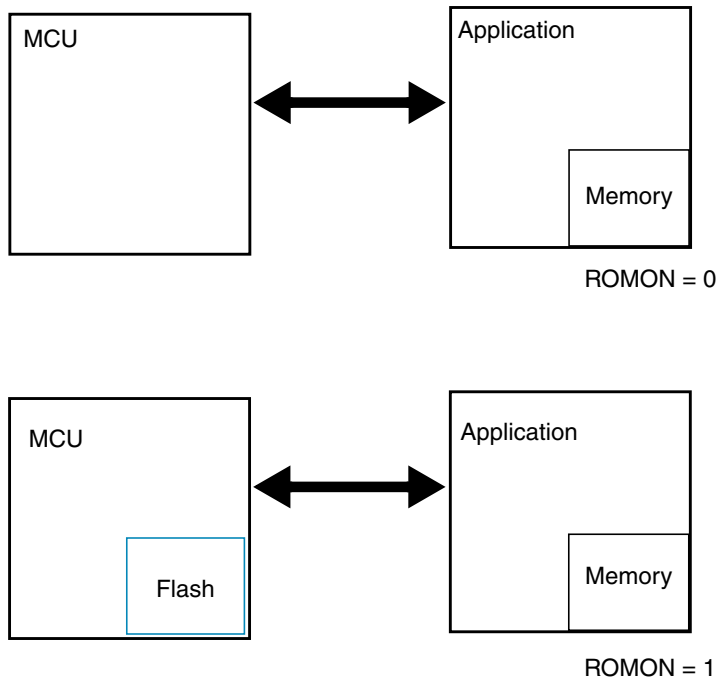 MCU
Application
Memory
ROMON = 0
MCU
Application
Flash
Memory
ROMON = 1